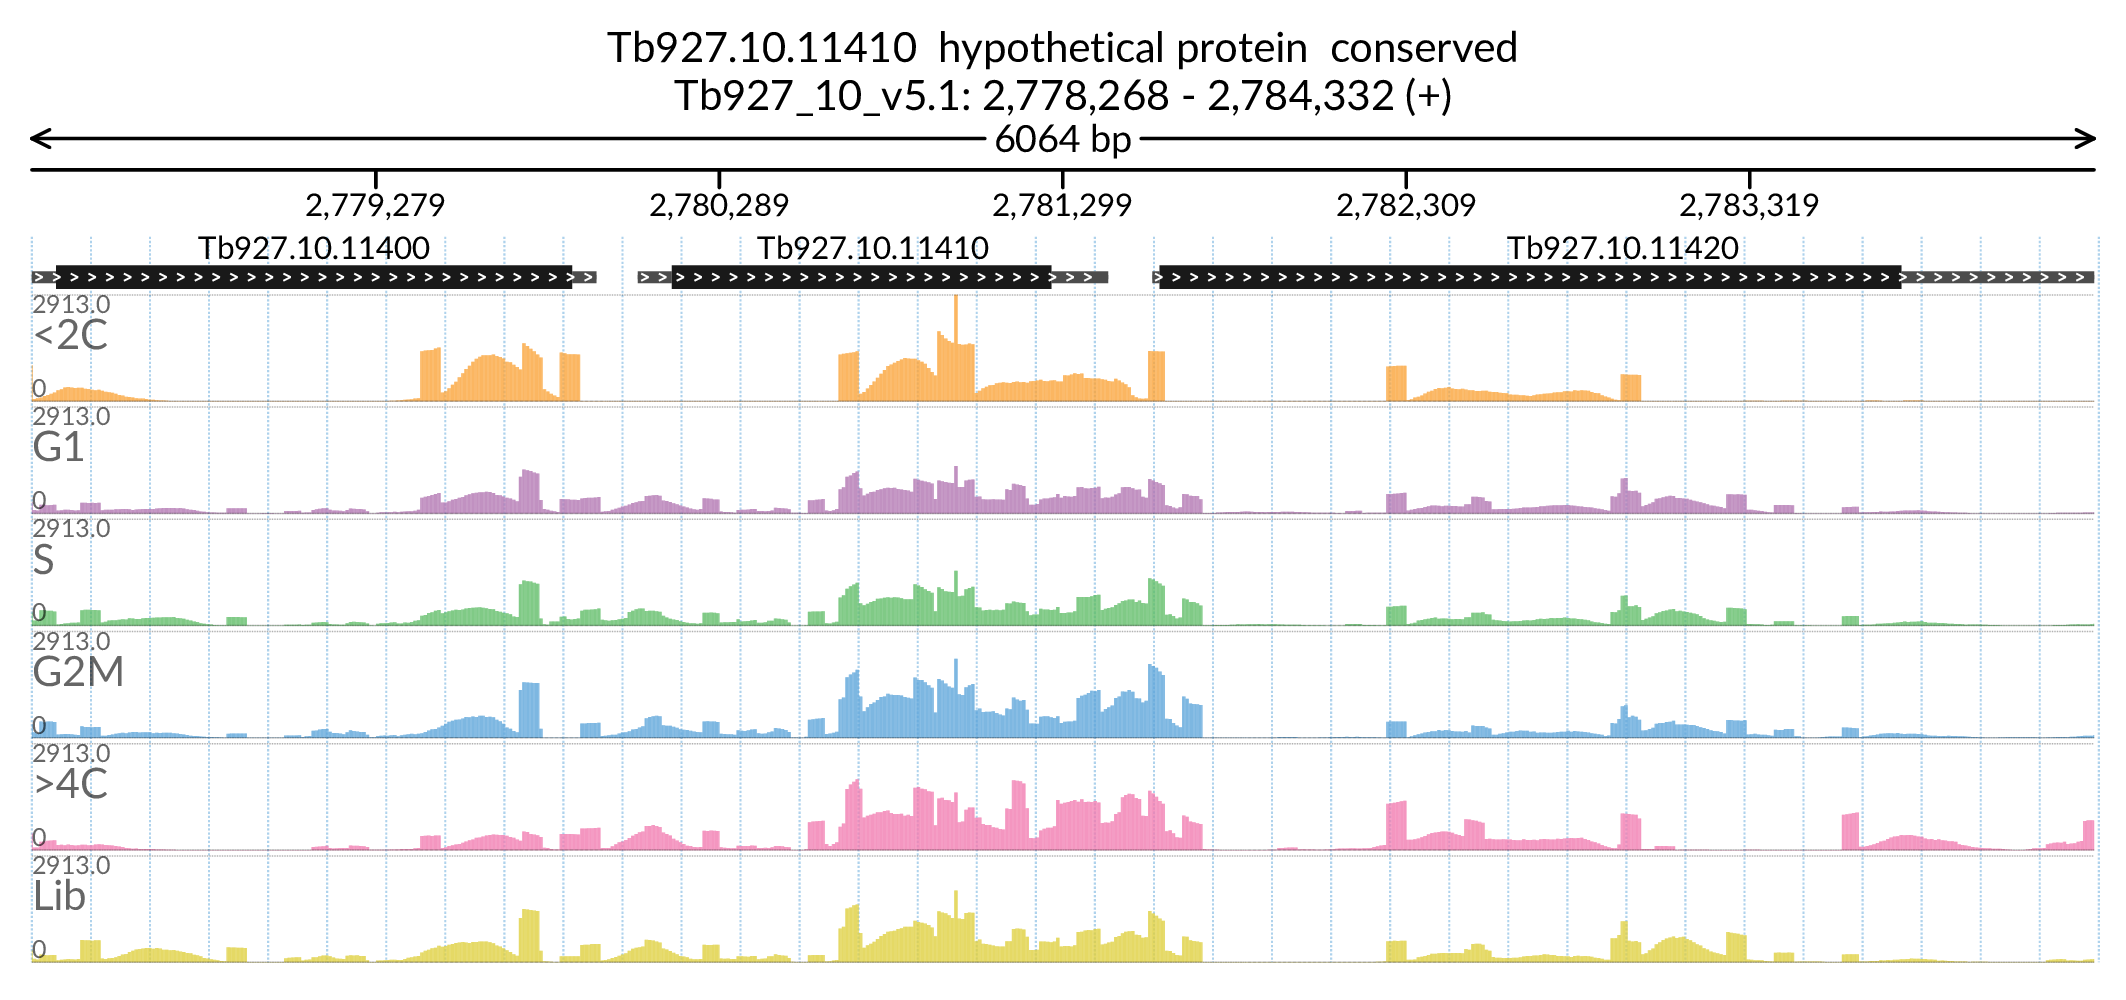 Tb927.10.11410 hypothetical protein conserved
Tb927_10_v5.1: 2,778,268 - 2,784,332 (+)
6064 bp
2,779,279 2,780,289 2,781,299 2,782,309 2,783,319
Tb927.10.11400 Tb927.10.11410 Tb927.10.11420
2913.0
<2C
0
2913.0
G1
0
2913.0
S
0
2913.0
G2M
0
2913.0
>4C
0
2913.0
Lib
0